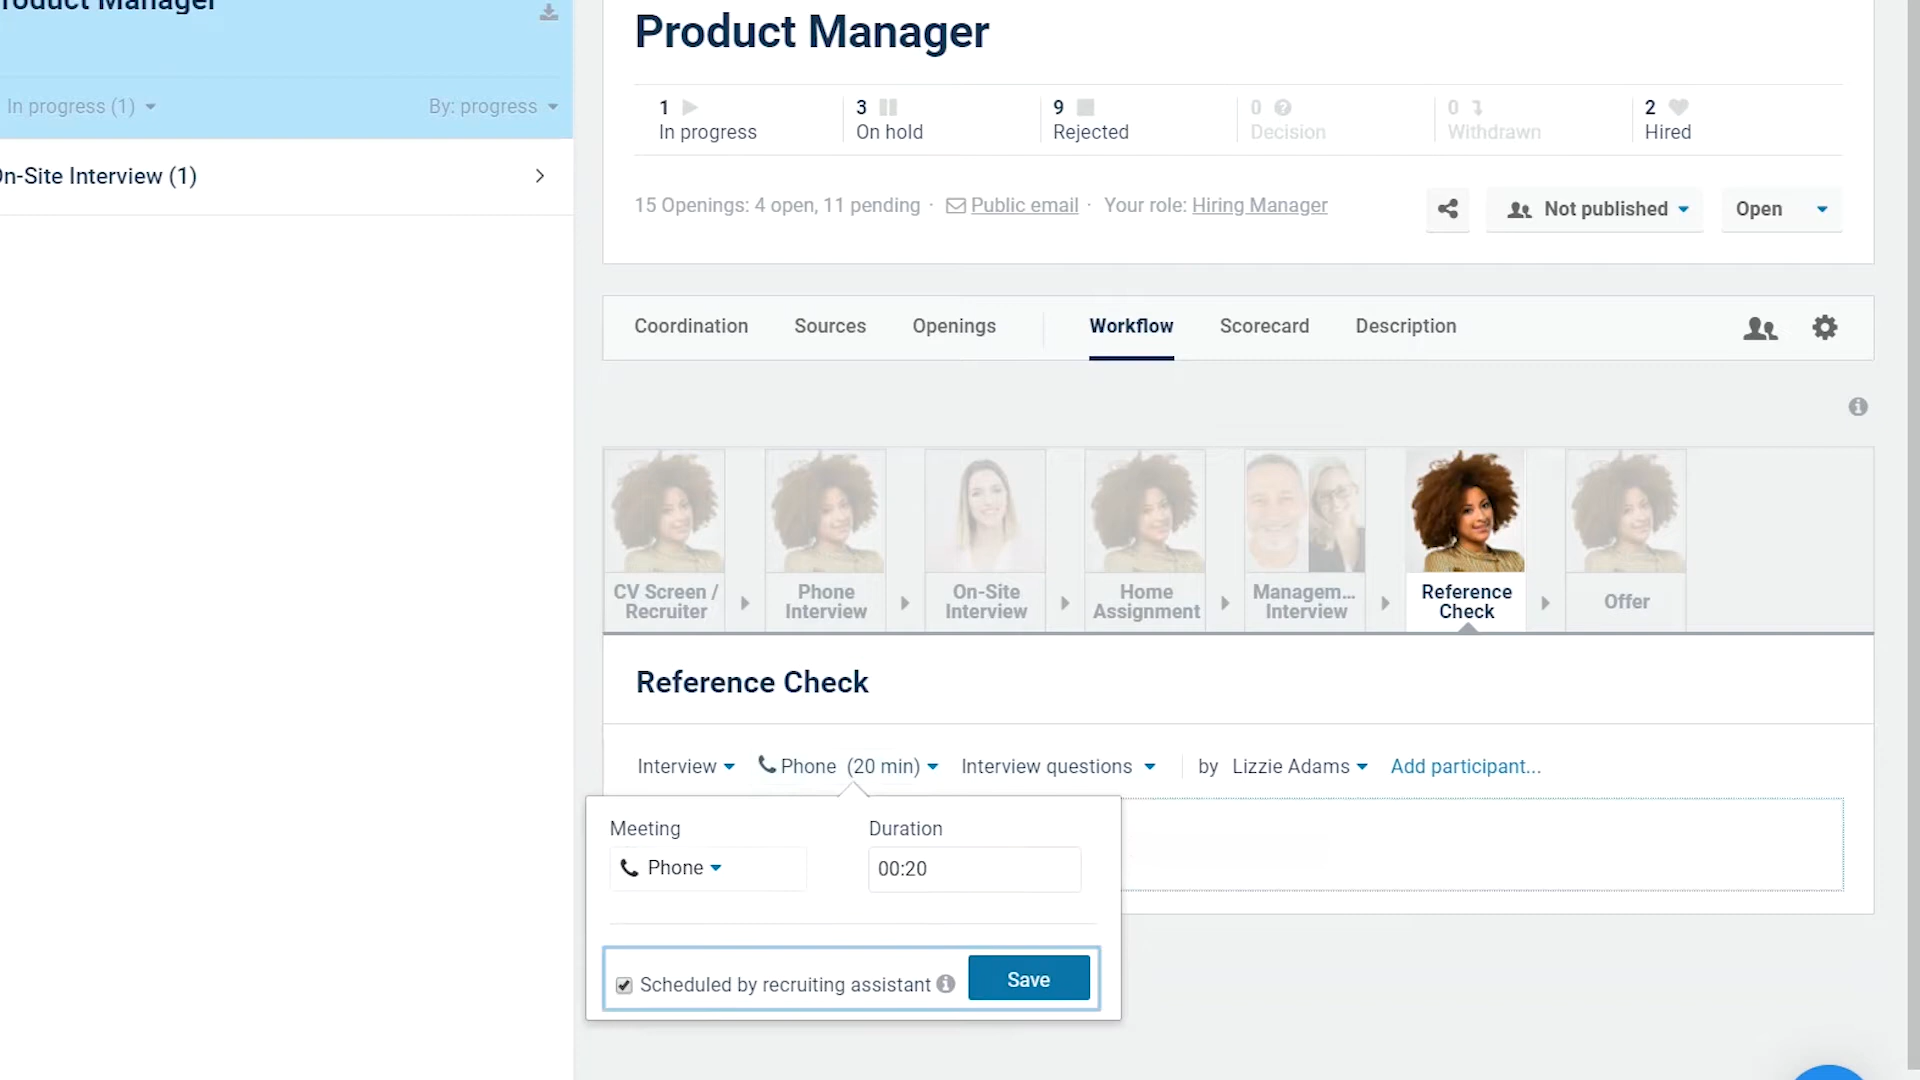 Product Manager
In progress (1)
By: progress
On-Site Interview (1)
Product Manager
1
In progress
3
On hold
9
Rejected
0
Decision
0
Withdrawn
2
Hired
15 Openings: 4 open, 11 pending · Public email · Your role: Hiring Manager
Not published
Open
Coordination
Sources
Openings
Workflow
Scorecard
Description
CV Screen /
Recruiter
Phone
Interview
On-Site
Interview
Home
Assignment
Managem...
Interview
Reference
Check
Offer
Reference Check
Interview
Phone (20 min)
Interview questions
by Lizzie Adams
Add participant...
Meeting
Duration
Phone
00:20
Scheduled by recruiting assistant
Save